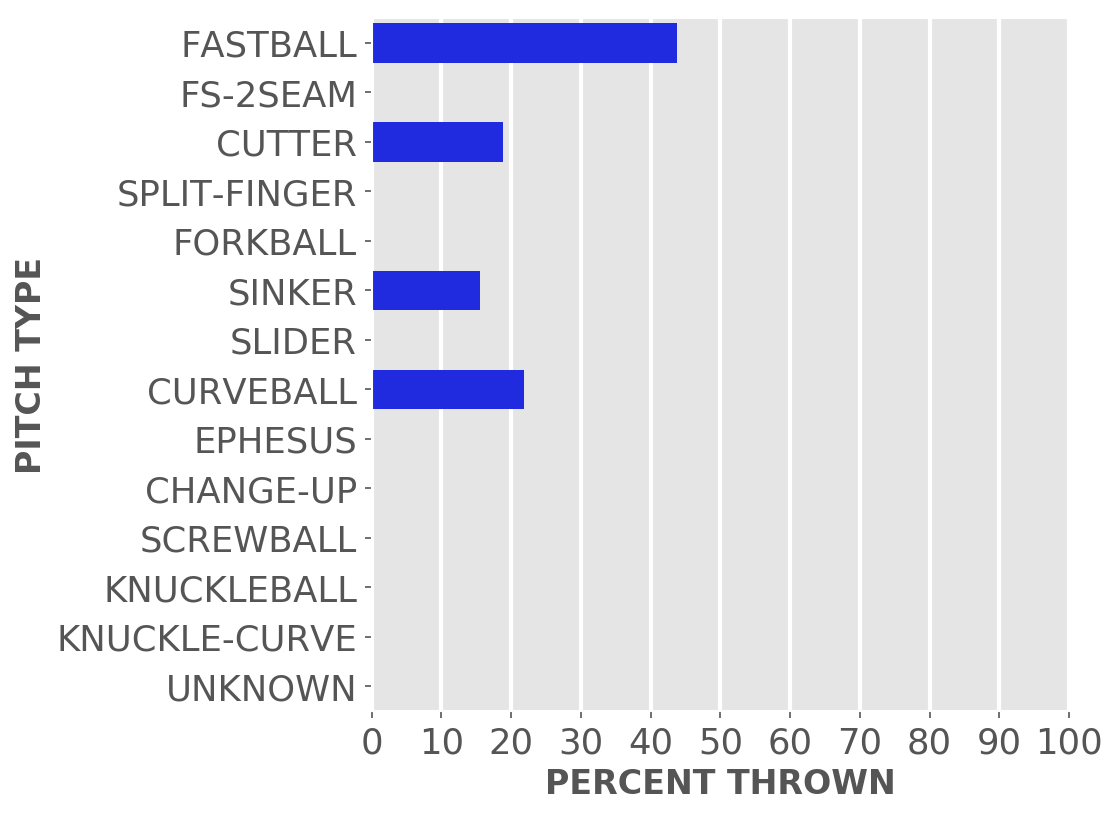 FASTBALL
FS-2SEAM
CUTTER
SPLIT-FINGER
FORKBALL
SINKER
SLIDER
CURVEBALL
EPHESUS
CHANGE-UP
SCREWBALL
KNUCKLEBALL
KNUCKLE-CURVE
UNKNOWN
PITCH TYPE
0 10 20 30 40 50 60 70 80 90 100
PERCENT THROWN